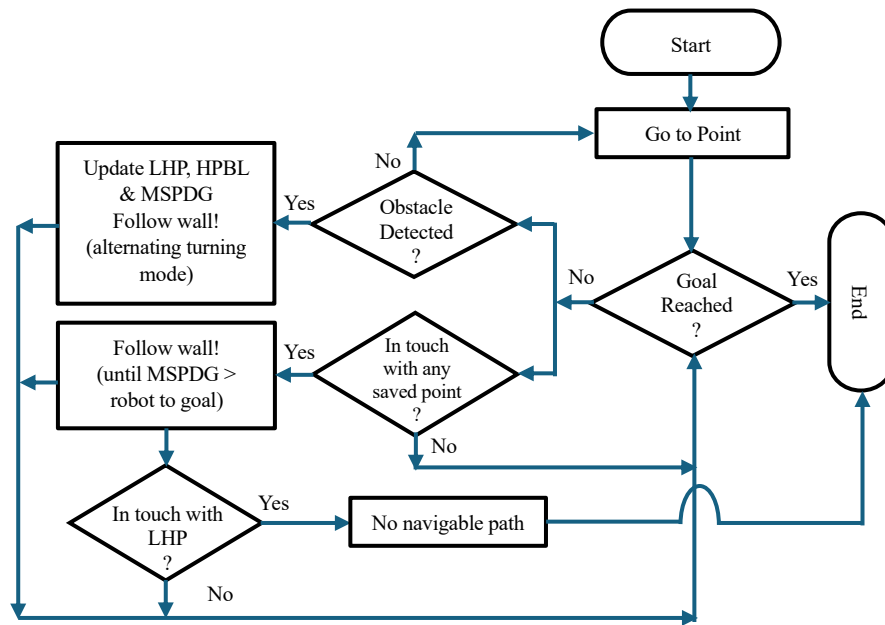 Start
Go to Point
No
Update LHP, HPBL
& MSPDG
Follow wall!
(alternating turning
mode)
Yes
Obstacle
Detected
?
No
Goal
Reached
?
Yes
End
Follow wall!
(until MSPDG >
robot to goal)
Yes
In touch
with any
saved point
?
No
In touch with
LHP
?
Yes
No navigable path
No